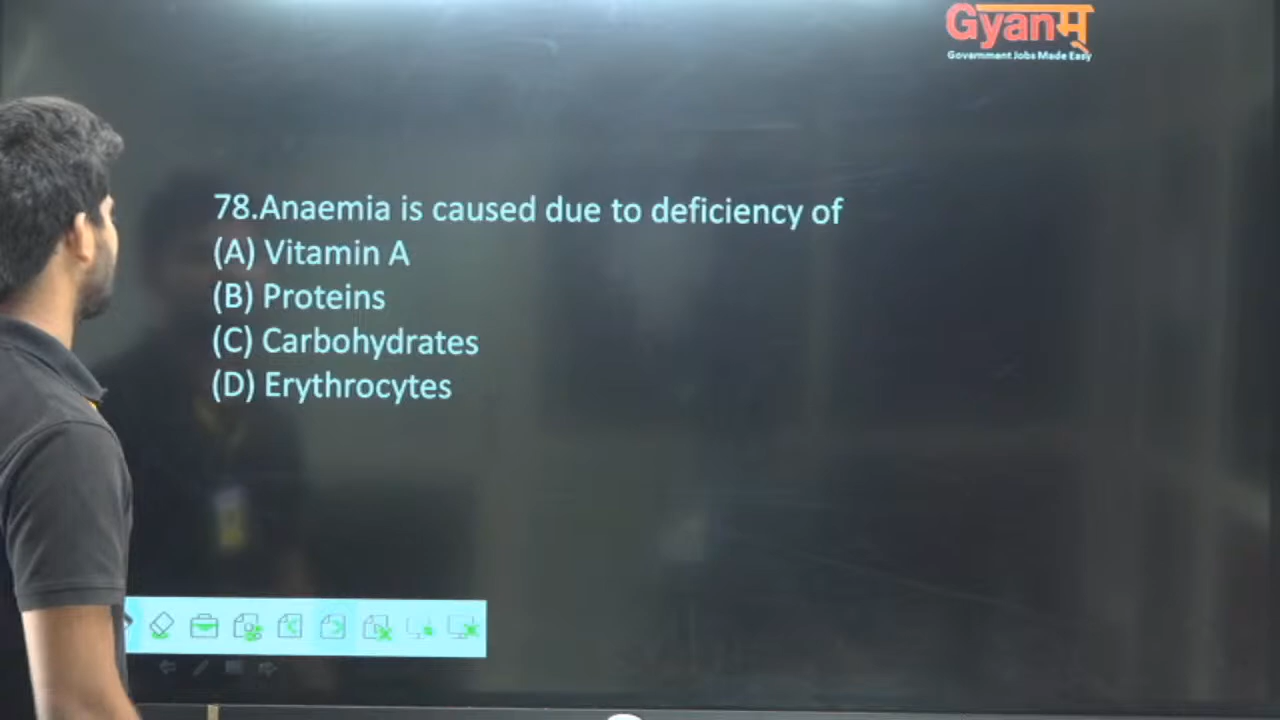 Gyanम्
Government Jobs Made Easy
78.Anaemia is caused due to deficiency of
(A) Vitamin A
(B) Proteins
(C) Carbohydrates
(D) Erythrocytes